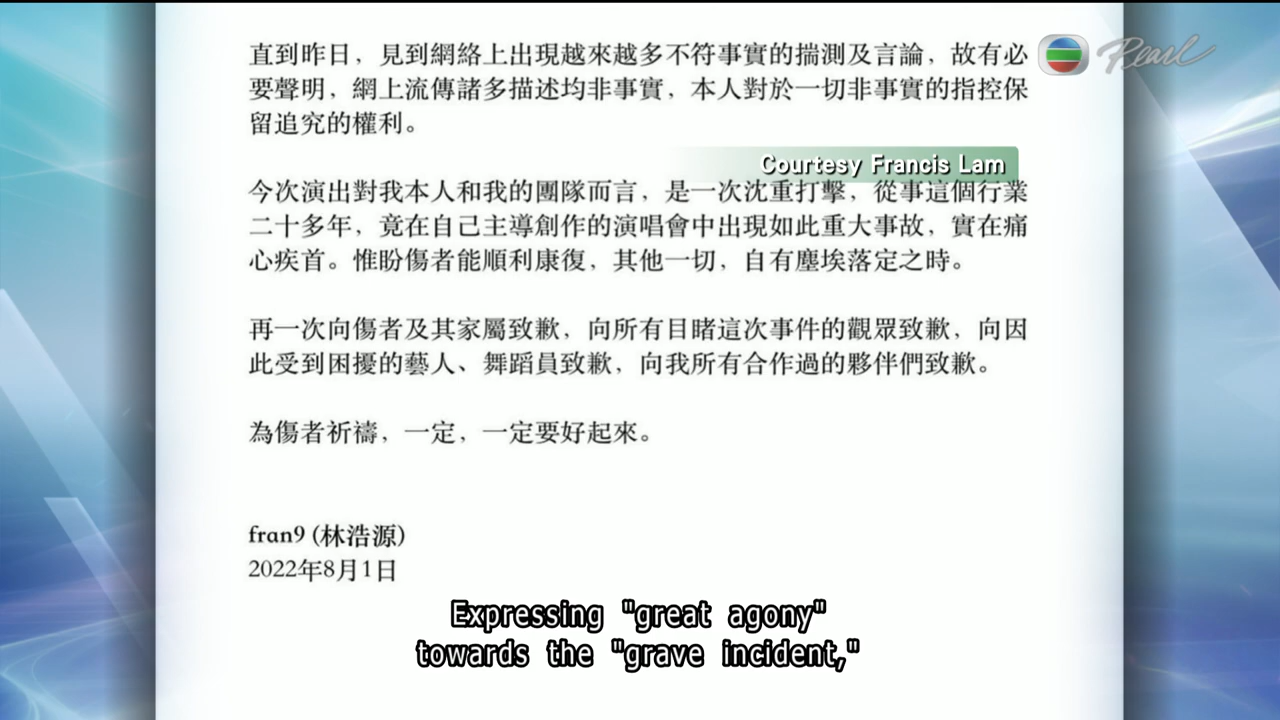 Pearl
直到昨日，見到網絡上出現越來越多不符事實的揣測及言論，故有必
要聲明，網上流傳諸多描述均非事實，本人對於一切非事實的指控保
留追究的權利。
Courtesy Francis Lam
今次演出對我本人和我的團隊而言，是一次沈重打擊，從事這個行業
二十多年，竟在自己主導創作的演唱會中出現如此重大事故，實在痛
心疾首。惟盼傷者能順利康復，其他一切，自有塵埃落定之時。
再一次向傷者及其家屬致歉，向所有目睹這次事件的觀眾致歉，向因
此受到困擾的藝人、舞蹈員致歉，向我所有合作過的夥伴們致歉。
為傷者祈禱，一定，一定要好起來。
fran9 (林浩源)
2022年8月1日
Expressing "great agony"
towards the "grave incident,"